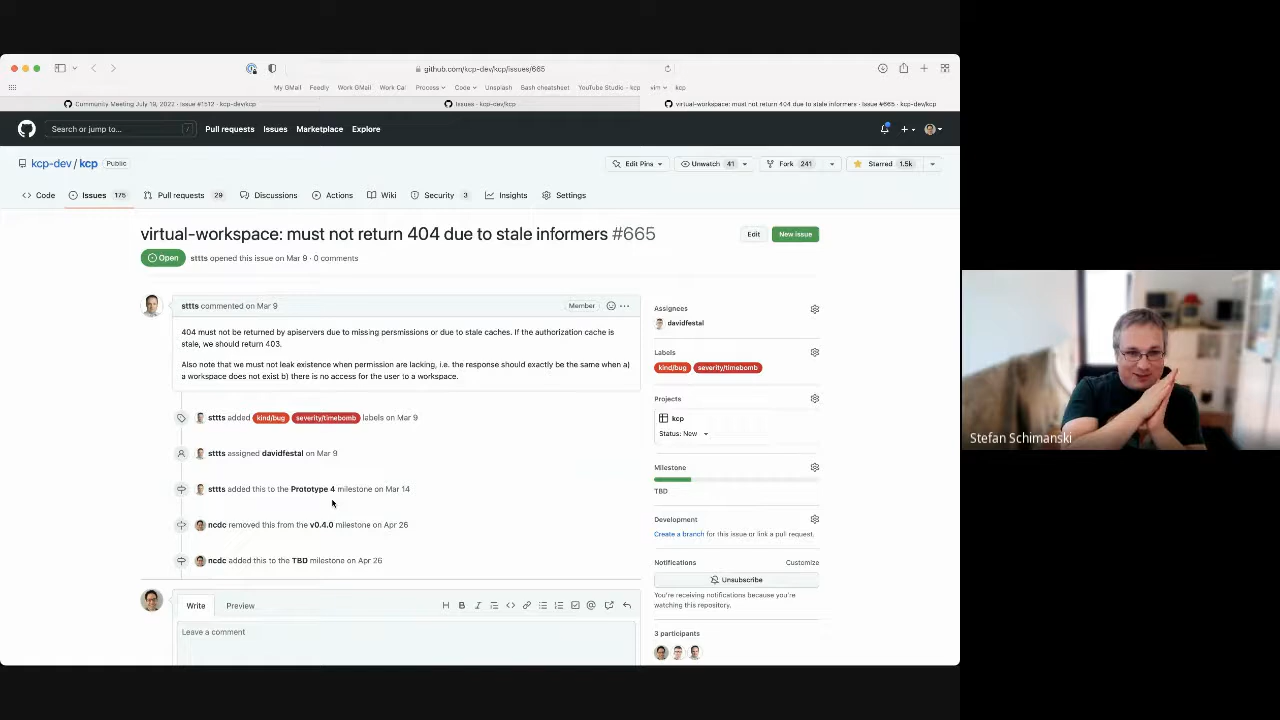 github.com/kcp-dev/kcp/issues/665
My GMail Feedly Work GMail Work Cal Process Code Unsplash Bash cheatsheet YouTube Studio - kcp vim kcp
Community Meeting July 19, 2022 · Issue #1512 · kcp-dev/kcp
Issues · kcp-dev/kcp
virtual-workspace: must not return 404 due to stale informers · Issue #665 · kcp-dev/kcp
Search or jump to... /
Pull requests Issues Marketplace Explore
kcp-dev / kcp Public
Edit Pins
Unwatch 41
Fork 241
Starred 1.5k
Code
Issues 175
Pull requests 29
Discussions
Actions
Wiki
Security 3
Insights
Settings
virtual-workspace: must not return 404 due to stale informers #665
Edit
New issue
Open
sttts opened this issue on Mar 9 · 0 comments
sttts commented on Mar 9
Member
404 must not be returned by apiservers due to missing persmissions or due to stale caches. If the authorization cache is
stale, we should return 403.
Also note that we must not leak existence when permission are lacking, i.e. the response should exactly be the same when a)
a workspace does not exist b) there is no access for the user to a workspace.
sttts added kind/bug severity/timebomb labels on Mar 9
sttts assigned davidfestal on Mar 9
sttts added this to the Prototype 4 milestone on Mar 14
ncdc removed this from the v0.4.0 milestone on Apr 26
ncdc added this to the TBD milestone on Apr 26
Write
Preview
Leave a comment
Assignees
davidfestal
Labels
kind/bug severity/timebomb
Projects
kcp
Status: New
Milestone
TBD
Development
Create a branch for this issue or link a pull request.
Notifications
Customize
Unsubscribe
You're receiving notifications because you're
watching this repository.
3 participants
Stefan Schimanski